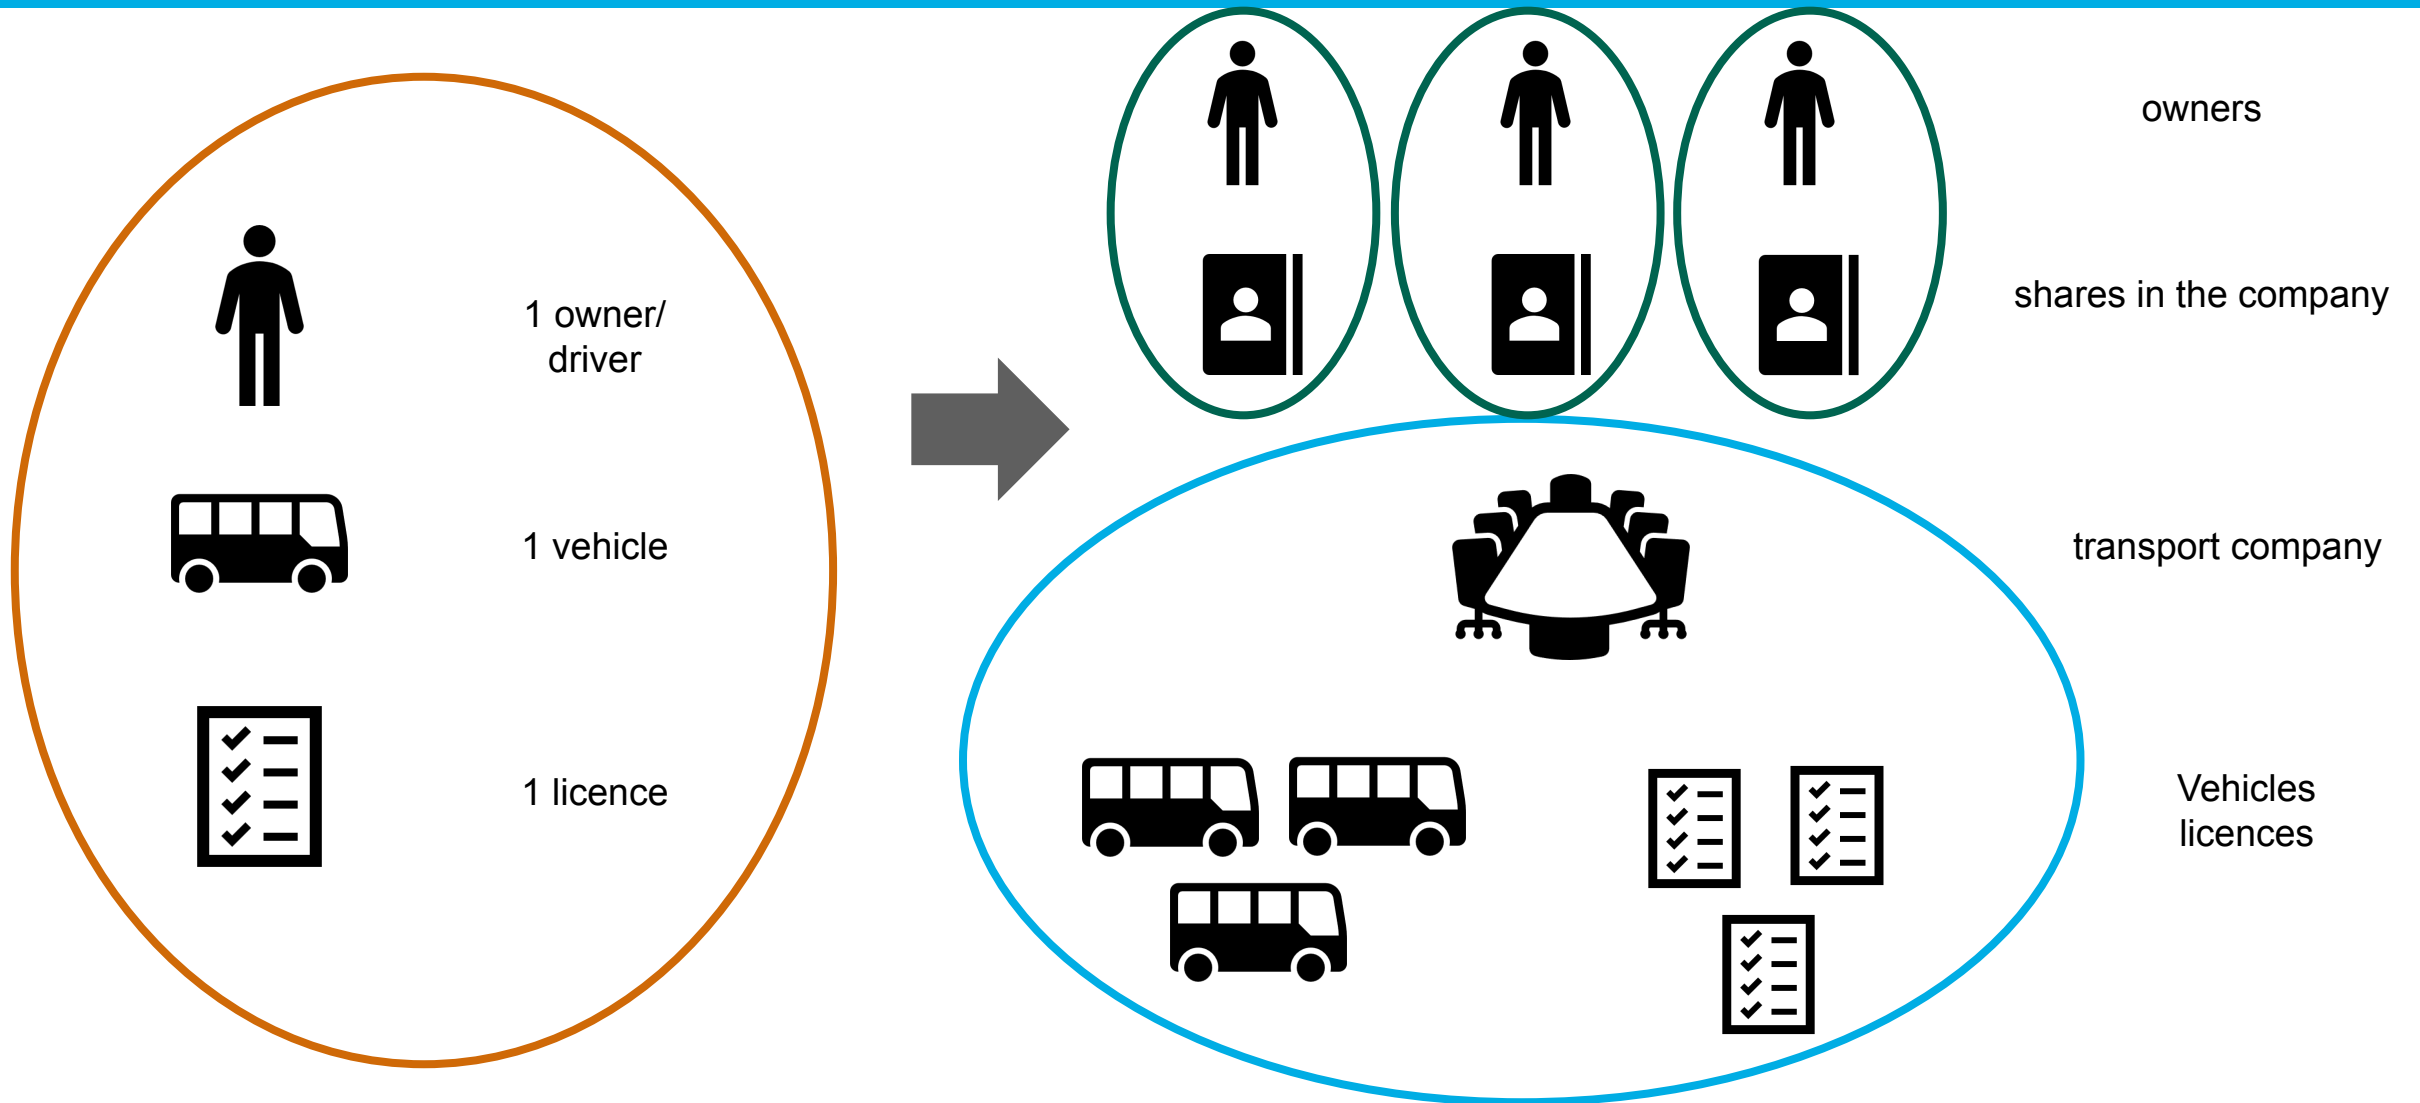 1 owner/
driver
1 vehicle
1 licence
owners
shares in the company
transport company
Vehicles
licences